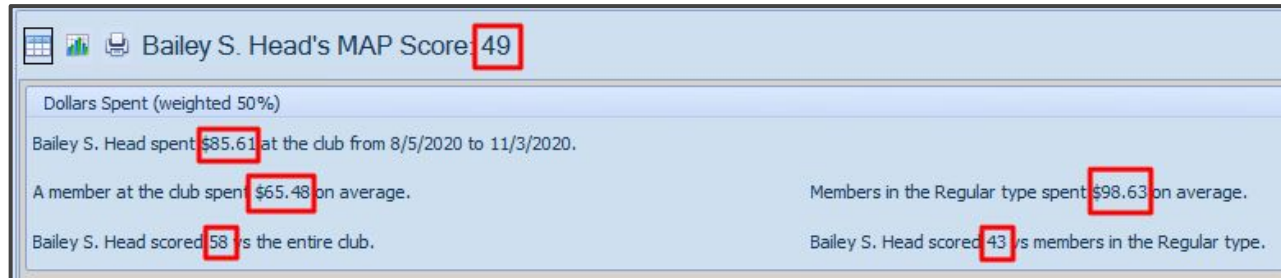 Bailey S. Head's MAP Score: 49
Dollars Spent (weighted 50%)
Bailey S. Head spent $85.61 at the club from 8/5/2020 to 11/3/2020.
A member at the club spent $65.48 on average. Members in the Regular type spent $98.63 on average.
Bailey S. Head scored 58 vs the entire club. Bailey S. Head scored 43 vs members in the Regular type.